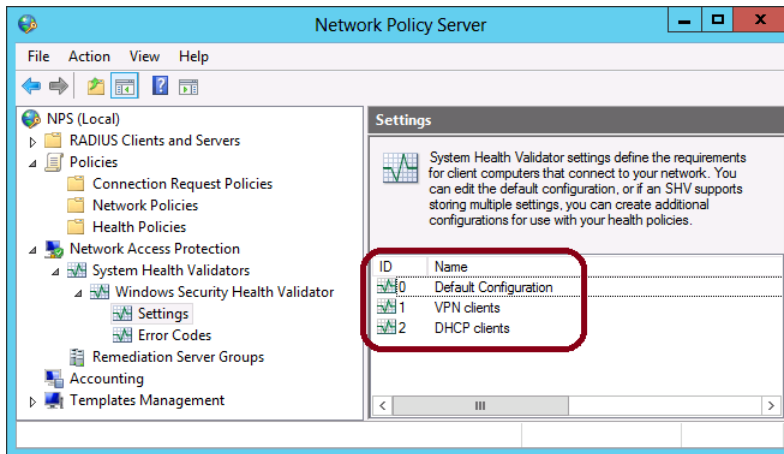 Network Policy Server
File Action View Help
NPS (Local)
RADIUS Clients and Servers
Policies
Connection Request Policies
Network Policies
Health Policies
Network Access Protection
System Health Validators
Windows Security Health Validator
Settings
Error Codes
Remediation Server Groups
Accounting
Templates Management
Settings
System Health Validator settings define the requirements
for client computers that connect to your network. You
can edit the default configuration, or if an SHV supports
storing multiple settings, you can create additional
configurations for use with your health policies.
ID Name
0 Default Configuration
1 VPN clients
2 DHCP clients